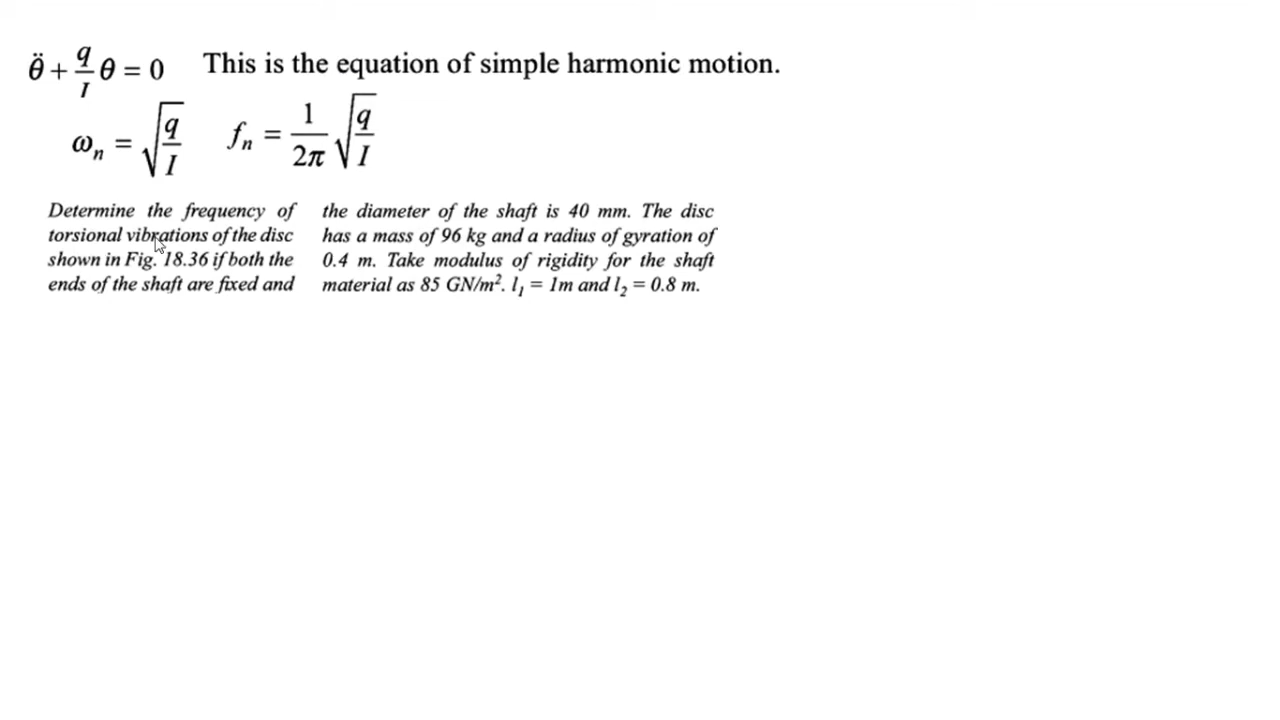 θ̈ + q/I θ = 0 This is the equation of simple harmonic motion.
ωn = √(q/I) fn = 1/2π √(q/I)
Determine the frequency of
torsional vibrations of the disc
shown in Fig. 18.36 if both the
ends of the shaft are fixed and
the diameter of the shaft is 40 mm. The disc
has a mass of 96 kg and a radius of gyration of
0.4 m. Take modulus of rigidity for the shaft
material as 85 GN/m². l₁ = 1m and l₂ = 0.8 m.